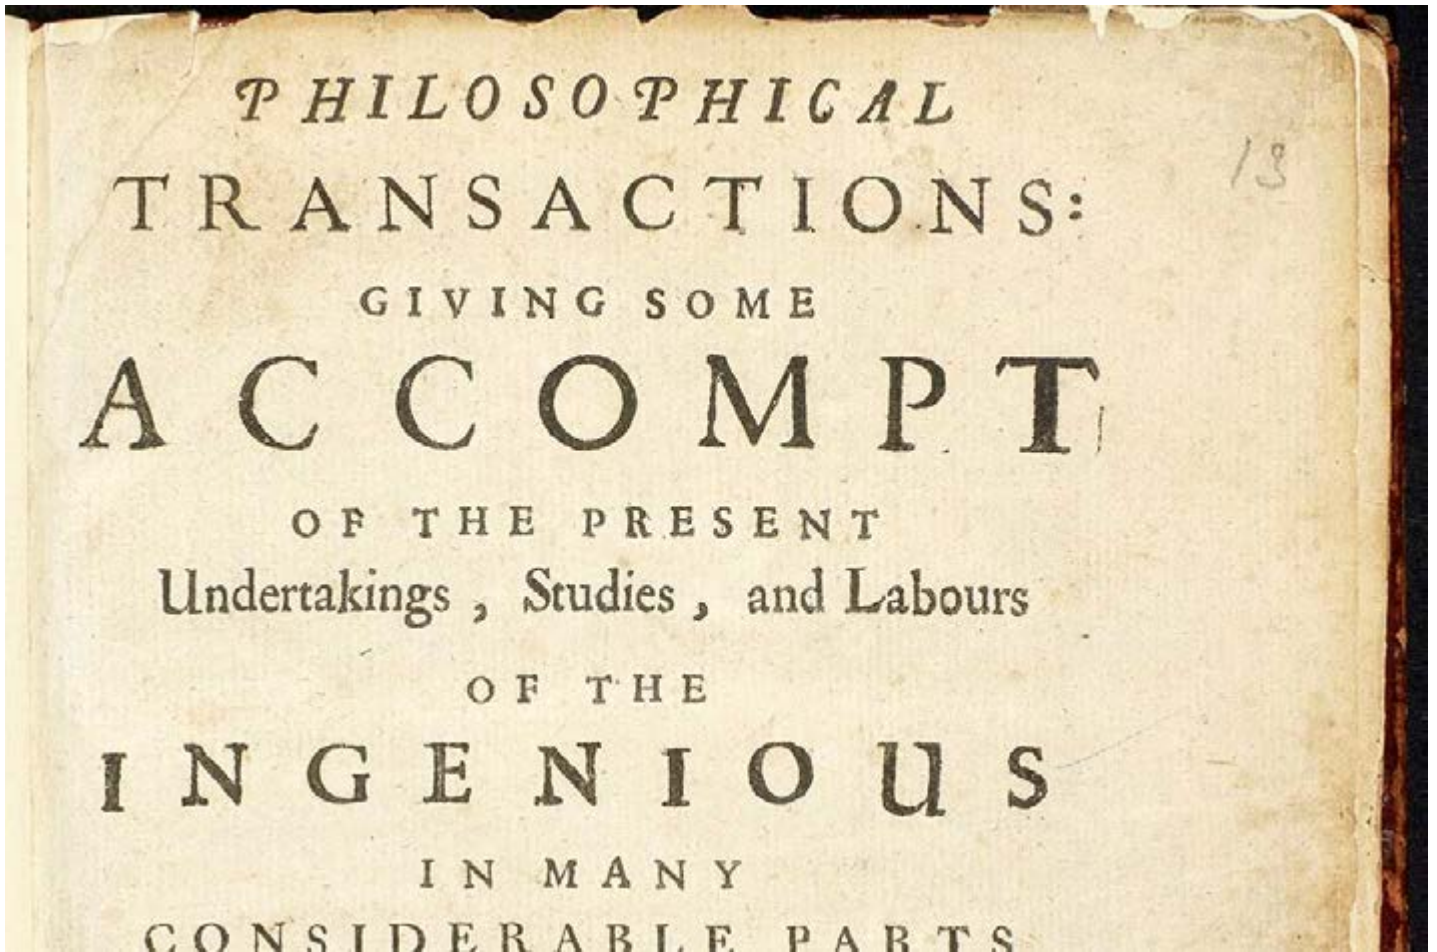 PHILOSOPHICAL
TRANSACTIONS:
13
GIVING SOME
ACCOMPT
OF THE PRESENT
Undertakings, Studies, and Labours
OF THE
INGENIOUS
IN MANY
CONSIDERABLE PARTS